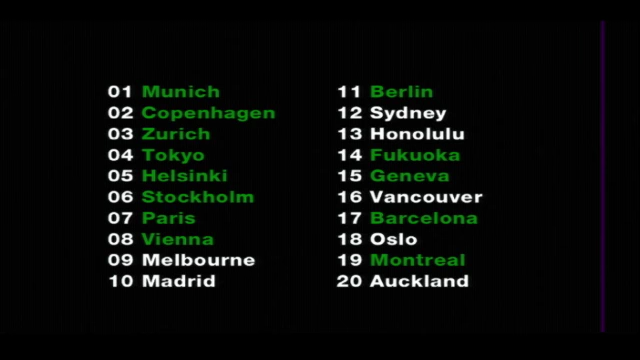 01 Munich
02 Copenhagen
03 Zurich
04 Tokyo
05 Helsinki
06 Stockholm
07 Paris
08 Vienna
09 Melbourne
10 Madrid
11 Berlin
12 Sydney
13 Honolulu
14 Fukuoka
15 Geneva
16 Vancouver
17 Barcelona
18 Oslo
19 Montreal
20 Auckland